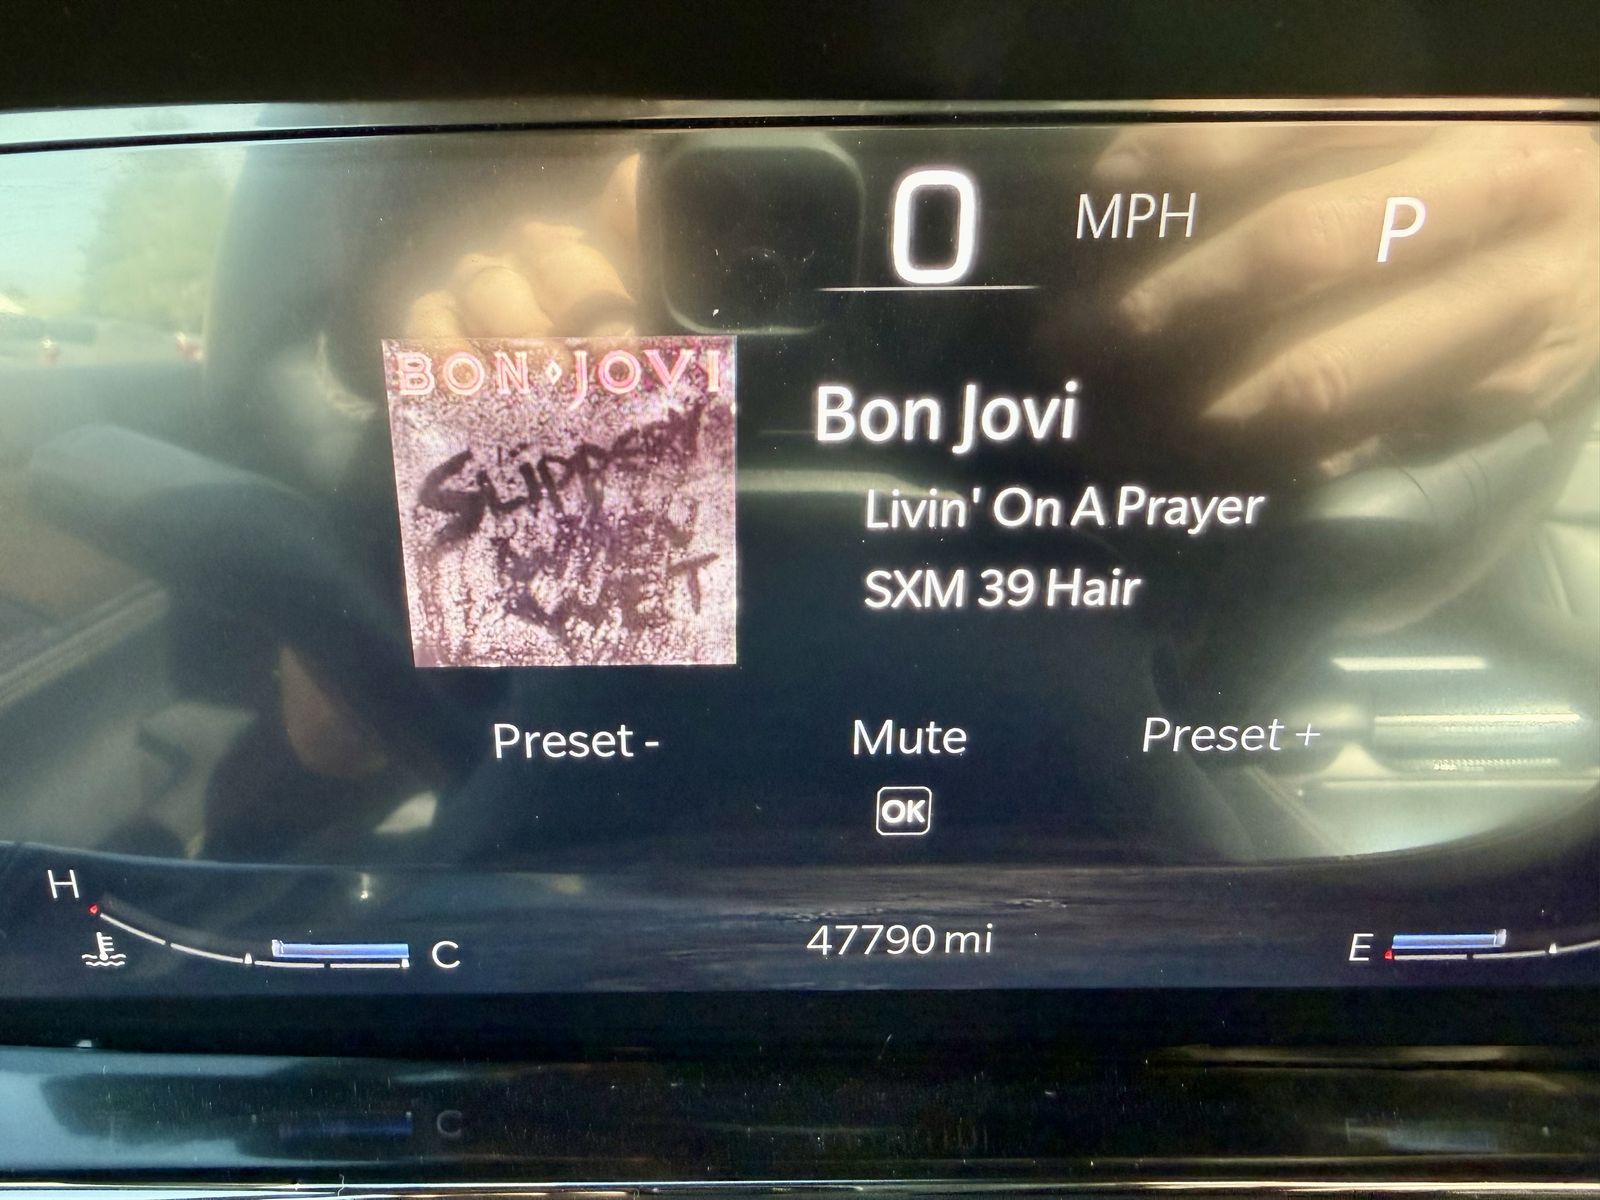 0 MPH P
BON JOVI
SLIPPERY
WHEN
WET
Bon Jovi
Livin' On A Prayer
SXM 39 Hair
Preset - Mute Preset +
OK
H C
47790 mi
E
C